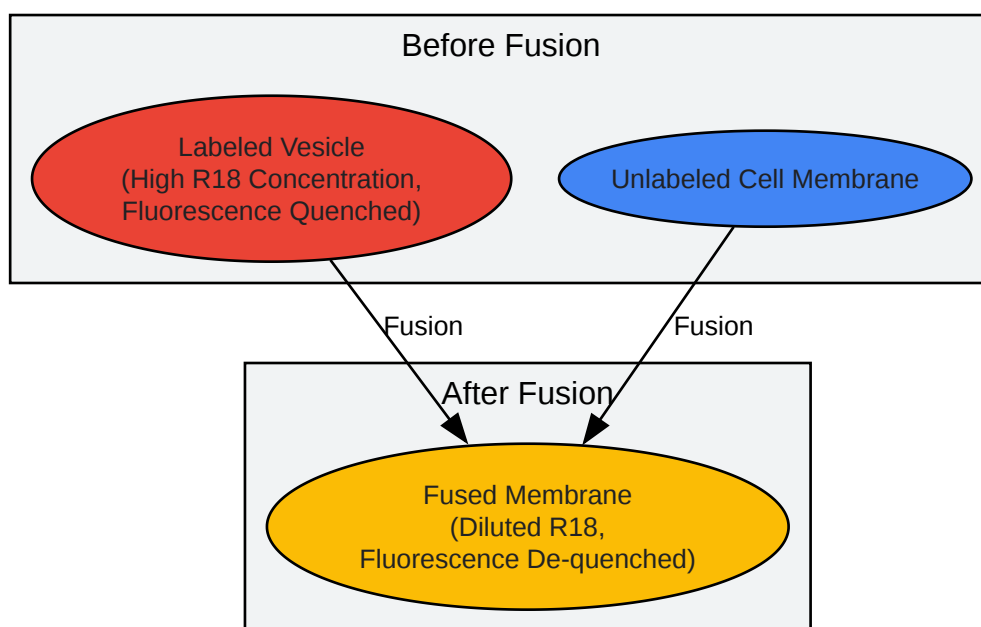 Before Fusion
Labeled Vesicle
(High R18 Concentration,
Fluorescence Quenched)
Unlabeled Cell Membrane
Fusion
Fusion
After Fusion
Fused Membrane
(Diluted R18,
Fluorescence De-quenched)